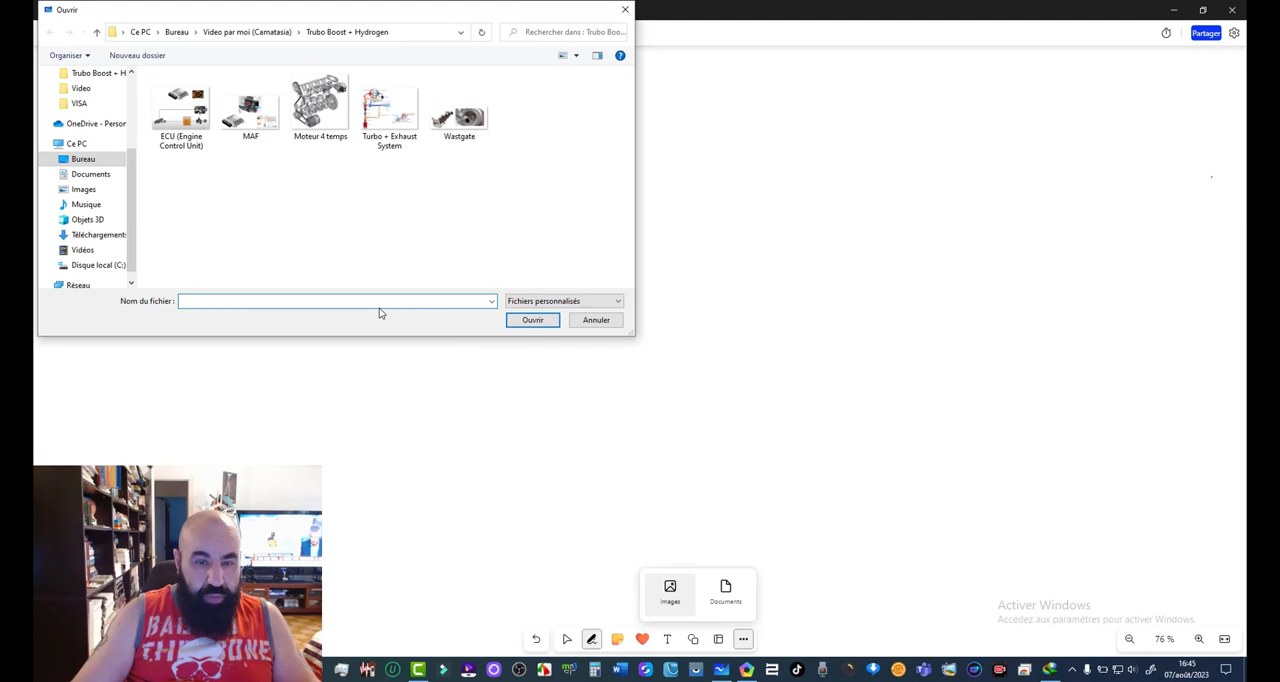 Ouvrir
Ce PC > Bureau > Video par moi (Camatasia) > Trubo Boost + Hydrogen
Rechercher dans : Trubo Boo...
Partager
Organiser
Nouveau dossier
Trubo Boost + H
Video
VISA
OneDrive - Person
Ce PC
Bureau
Documents
Images
Musique
Objets 3D
Téléchargements
Vidéos
Disque local (C:)
Réseau
ECU (Engine
Control Unit)
MAF
Moteur 4 temps
Turbo + Exhaust
System
Wastgate
Nom du fichier :
Fichiers personnalisés
Ouvrir
Annuler
Images
Documents
Activer Windows
Accédez aux paramètres pour activer Windows.
76 %
16:45
07/août/2023